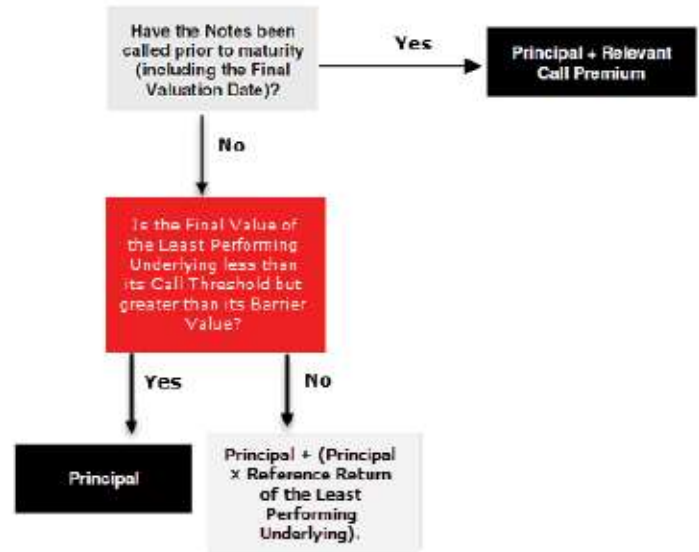 Have the Notes been
called prior to maturity
(including the Final
Valuation Date)?
Yes
Principal + Relevant
Call Premium
No
Is the Final Value of
the Least Performing
Underlying less than
its Call Threshold but
greater than its Barrier
Value?
Yes
No
Principal
Principal + (Principal
× Reference Return
of the Least
Performing
Underlying).